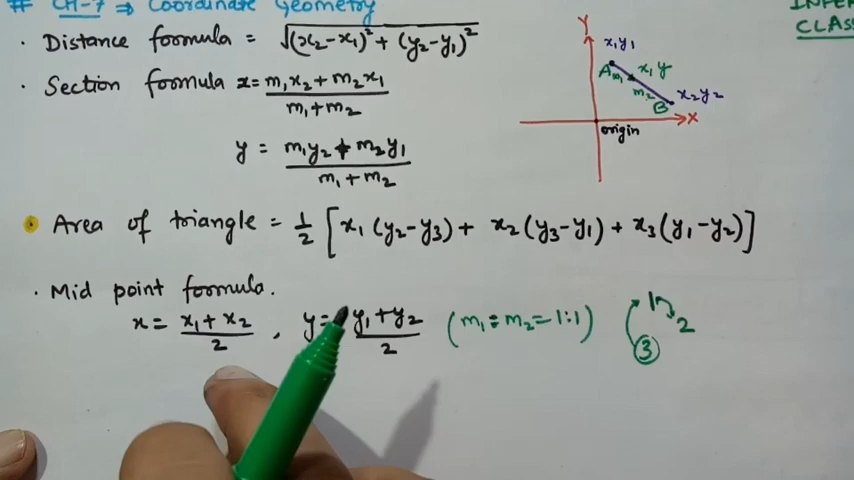 # CH-7 ⇒ Coordinate Geometry
INFER
CLASS
· Distance formula = √(x₂-x₁)² + (y₂-y₁)²
· Section formula x = m₁x₂ + m₂x₁ / m₁+m₂
y = m₁y₂ + m₂y₁ / m₁+m₂
Y
x₁y₁
A m₁ x₁y
m₂ B x₂y₂
X
origin
· Area of triangle = 1/2 [x₁(y₂-y₃) + x₂(y₃-y₁) + x₃(y₁-y₂)]
· Mid point formula.
x = x₁+x₂ / 2 , y = y₁+y₂ / 2 (m₁ = m₂ = 1:1)
1
2
3